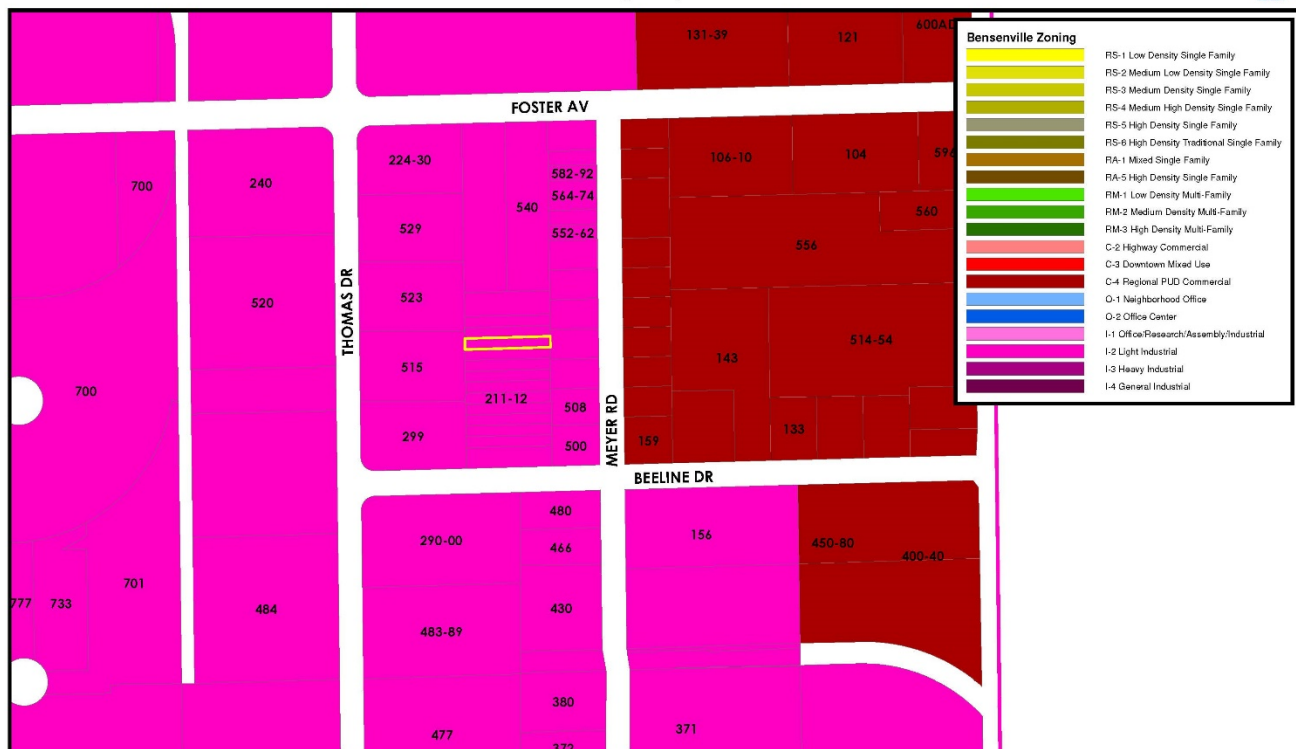 131-39
121
600AD
FOSTER AV
224-30
582-92
106-10
104
596
700
240
564-74
540
560
529
552-62
556
523
520
THOMAS DR
514-54
143
515
700
211-12
508
133
299
500
MEYER RD
159
BEELINE DR
480
290-00
156
450-80
400-40
466
777
733
701
484
430
483-89
380
371
477
372
Bensenville Zoning
RS-1 Low Density Single Family
RS-2 Medium Low Density Single Family
RS-3 Medium Density Single Family
RS-4 Medium High Density Single Family
RS-5 High Density Single Family
RS-6 High Density Traditional Single Family
RA-1 Mixed Single Family
RA-5 High Density Single Family
RM-1 Low Density Multi-Family
RM-2 Medium Density Multi-Family
RM-3 High Density Multi-Family
C-2 Highway Commercial
C-3 Downtown Mixed Use
C-4 Regional PUD Commercial
O-1 Neighborhood Office
O-2 Office Center
I-1 Office/Research/Assembly/Industrial
I-2 Light Industrial
I-3 Heavy Industrial
I-4 General Industrial